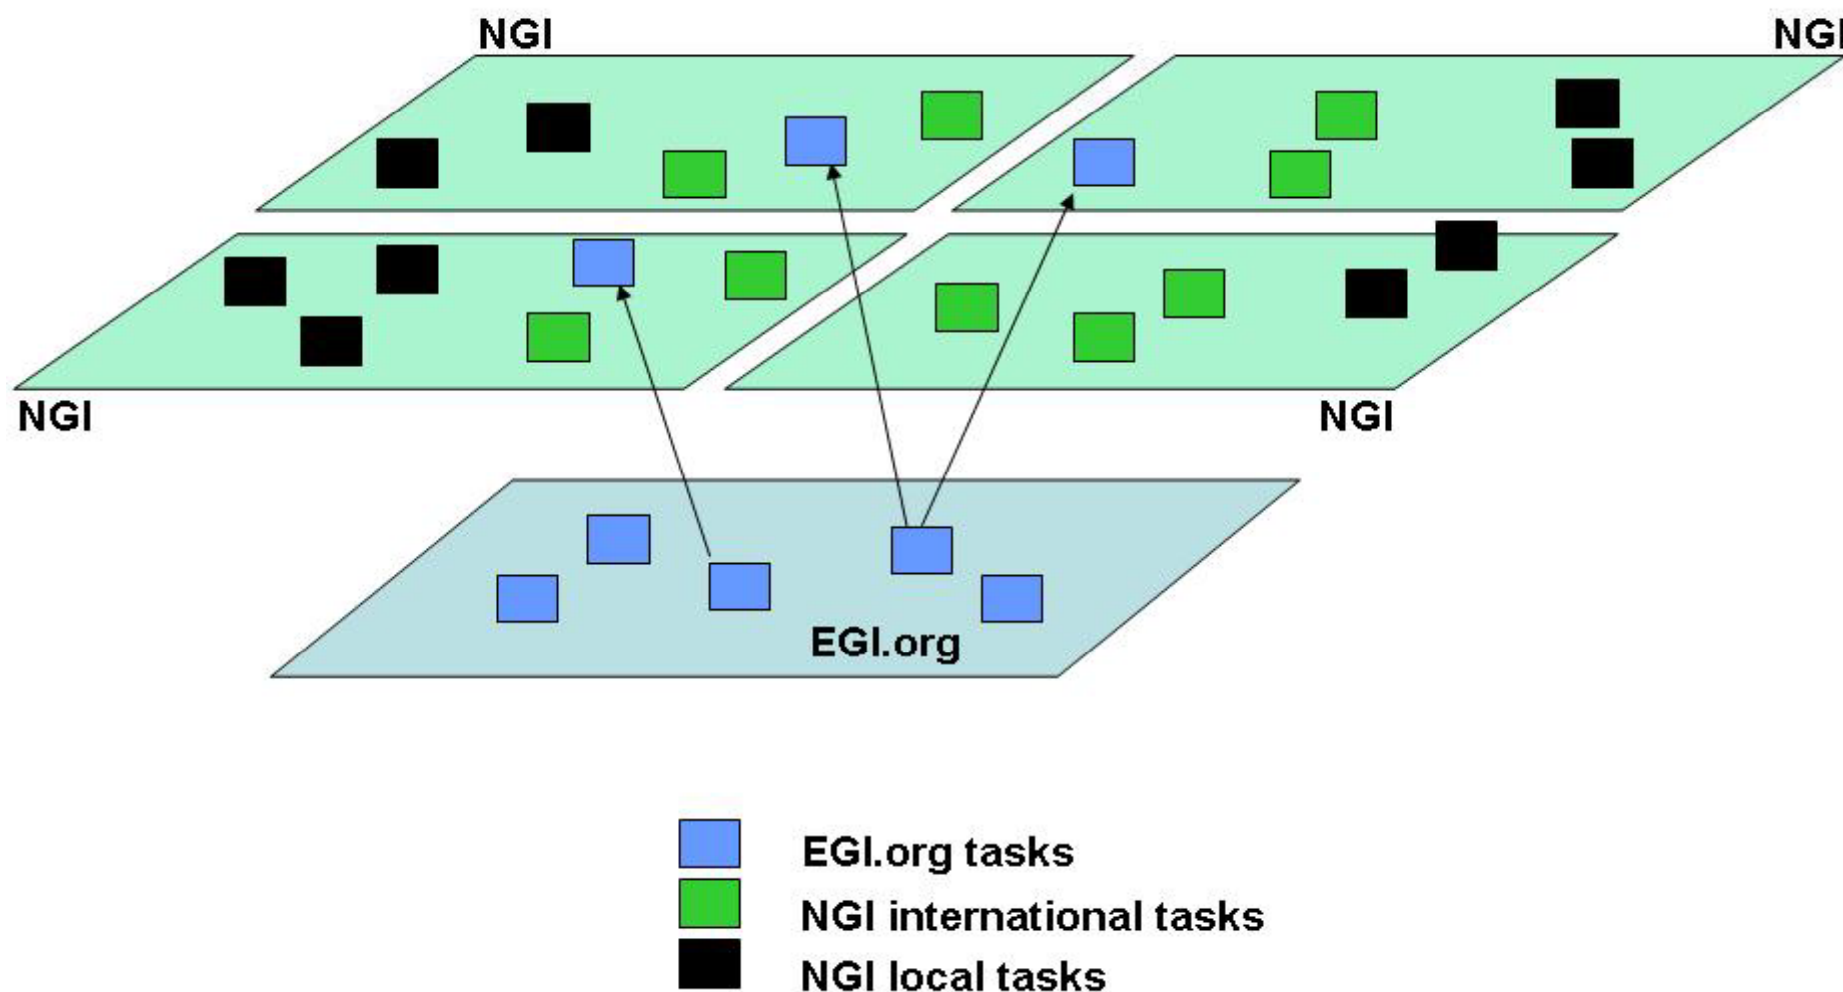 NGI
NGI
NGI
NGI
EGI.org
EGI.org tasks
NGI international tasks
NGI local tasks